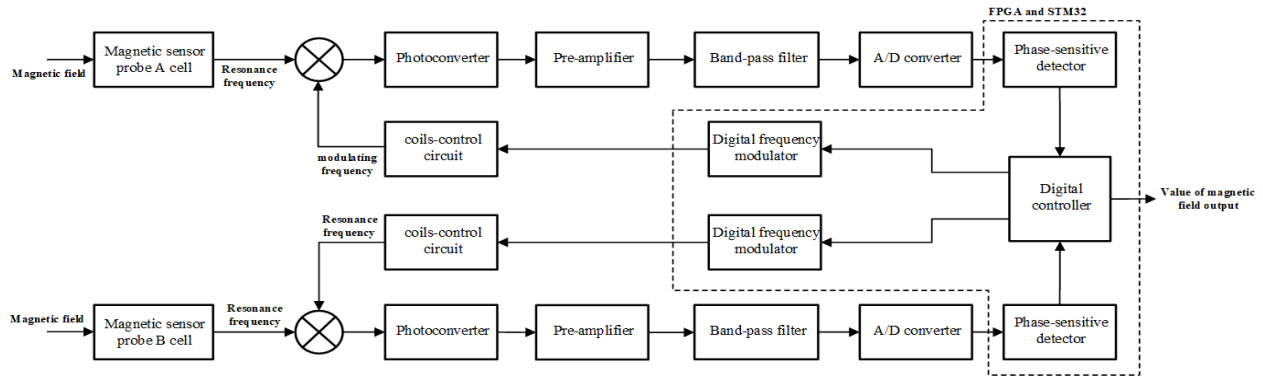 FPGA and STM32
Magnetic field
Magnetic sensor
probe A cell
Resonance
frequency
Photoconverter
Pre-amplifier
Band-pass filter
A/D converter
Phase-sensitive
detector
modulating
frequency
coils-control
circuit
Digital frequency
modulator
Digital
controller
Value of magnetic
field output
Resonance
frequency
coils-control
circuit
Digital frequency
modulator
Magnetic field
Magnetic sensor
probe B cell
Resonance
frequency
Photoconverter
Pre-amplifier
Band-pass filter
A/D converter
Phase-sensitive
detector